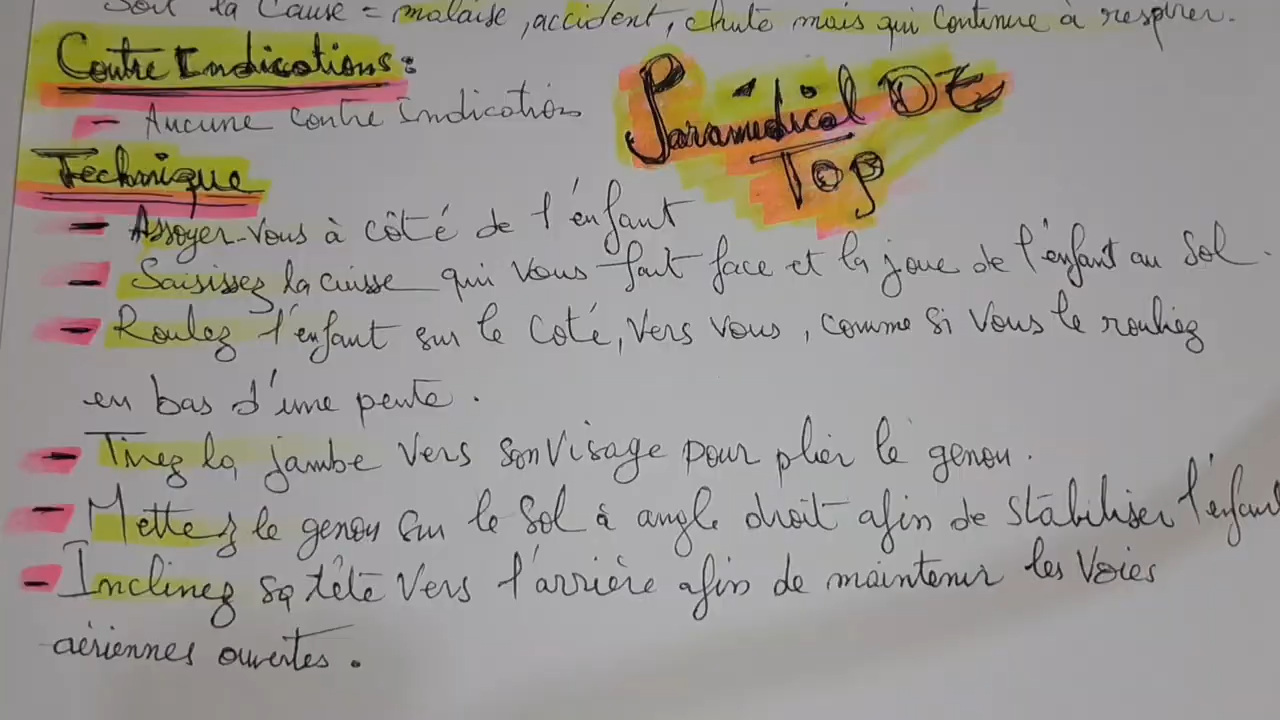 Soit la Cause = malaise, accident, chute mais qui Continue à respirer.
Contre Indications:
- Aucune Contre Indication
Paramédical DZ
Top
Technique
- Assoyer-Vous à côté de l'enfant
- Saisissez la cuisse qui Vous fait face et la joue de l'enfant au Sol.
- Roulez l'enfant sur le Coté, Vers Vous, comme si Vous le rouliez
en bas d'une pente.
- Tirez la jambe Vers son Visage pour plier le genou.
- Mettez le genou sur le Sol à angle droit afin de stabiliser l'enfant
- Inclinez sa tête Vers l'arrière afin de maintenir les Voies
aériennes ouvertes.